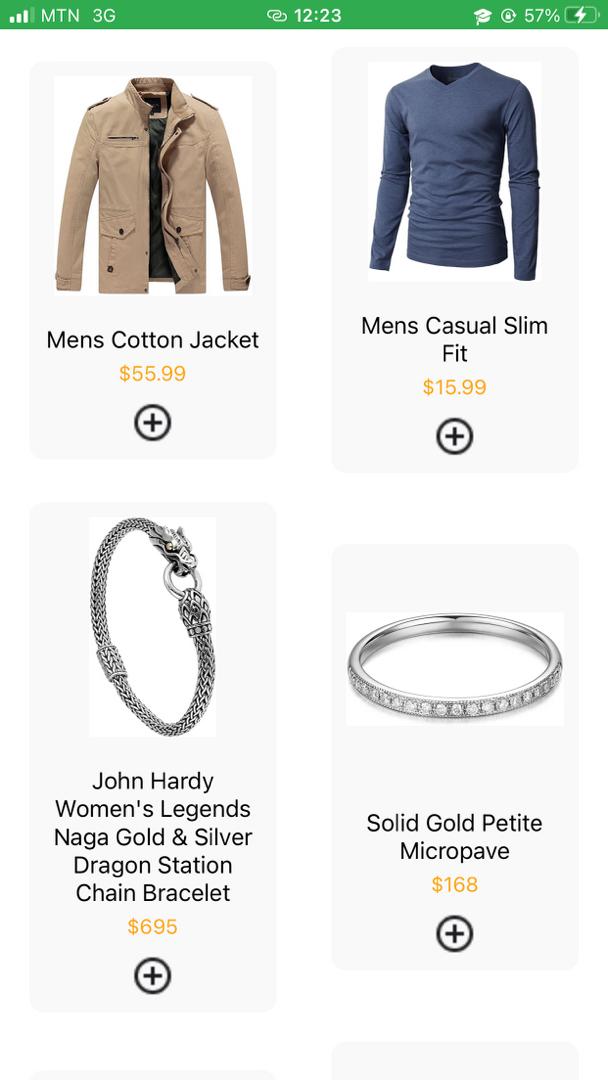 MTN 3G 12:23 57%
Mens Cotton Jacket
$55.99
Mens Casual Slim
Fit
$15.99
John Hardy
Women's Legends
Naga Gold & Silver
Dragon Station
Chain Bracelet
$695
Solid Gold Petite
Micropave
$168